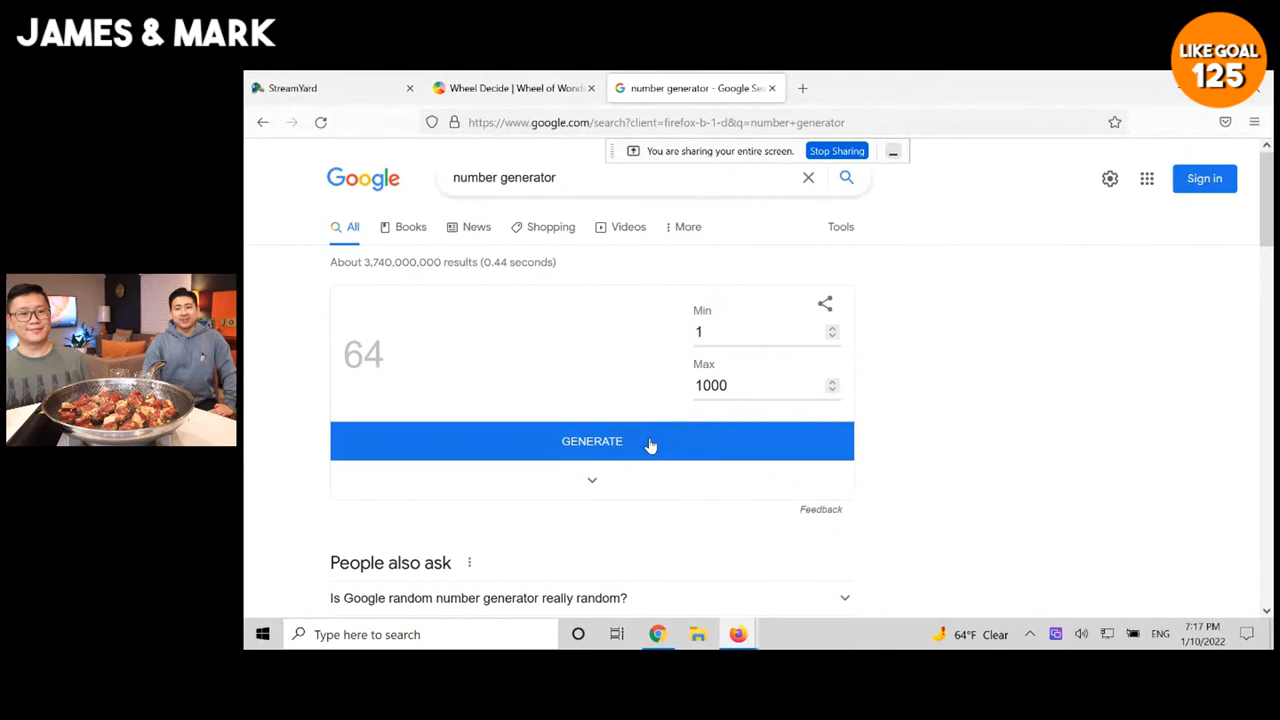 JAMES & MARK
LIKE GOAL
125
StreamYard
Wheel Decide | Wheel of Wond
number generator - Google Sea
https://www.google.com/search?client=firefox-b-1-d&q=number+generator
You are sharing your entire screen. Stop Sharing
Google
number generator
Sign in
All Books News Shopping Videos More Tools
About 3,740,000,000 results (0.44 seconds)
64
Min
1
Max
1000
GENERATE
Feedback
People also ask
Is Google random number generator really random?
Type here to search
64°F Clear
ENG
7:17 PM
1/10/2022